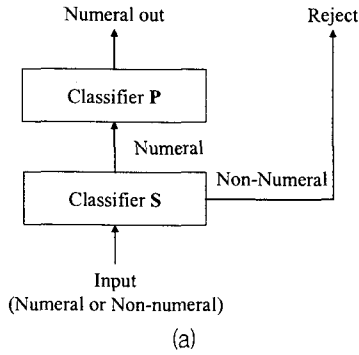 Numeral out
Reject
Classifier P
Numeral
Non-Numeral
Classifier S
Input
(Numeral or Non-numeral)
(a)